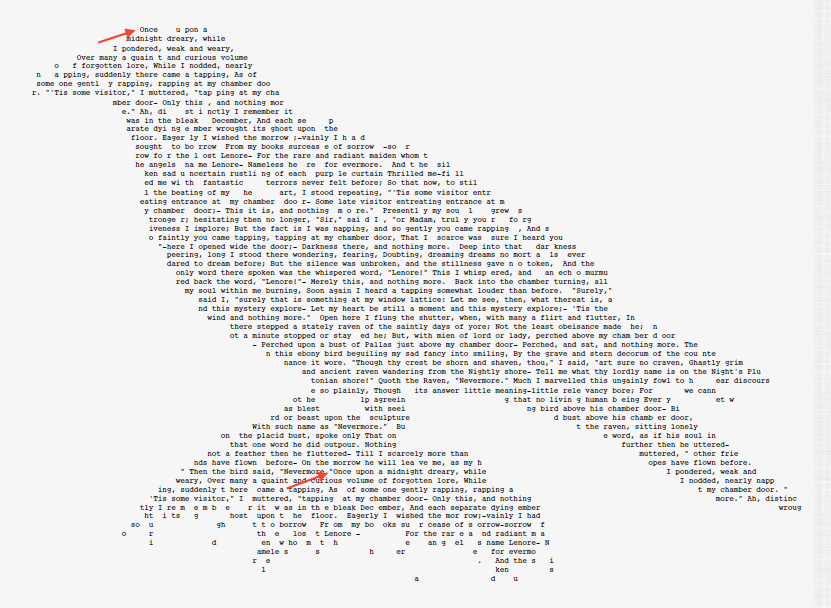 Once    u pon a
midnight dreary, while
I pondered, weak and weary,
Over many a quain t and curious volume
o   f forgotten lore, While I nodded, nearly
n   a pping, suddenly there came a tapping, As of
some one gentl  y rapping, rapping at my chamber doo
r. "'Tis some visitor," I muttered, "tap ping at my cha
mber door— Only this , and nothing mor
e." Ah, di    st i nctly I remember it
was in the bleak   December, And each se     p
arate dyi ng e mber wrought its ghost upon  the
floor. Eager ly I wished the morrow ;—vainly I h a d
sought  to bo rrow  From my books surceas e of sorrow  —so  r
row fo r the l ost Lenore— For the rare and radiant maiden whom t
he angels  na me Lenore— Nameless he  re  for evermore.  And t he  sil
ken sad u ncertain rustli ng of each  purp le curtain Thrilled me—fi ll
ed me wi th  fantastic     terrors never felt before; So that now, to stil
l the beating of my   he      art, I stood repeating, "'Tis some visitor entr
eating entrance at  my chamber  doo r— Some late visitor entreating entrance at m
y chamber  door;— This it is, and nothing  m o re."  Presentl y my sou  l    grew  s
tronge r; hesitating then no longer, "Sir," sai d I , "or Madam, trul y you r   fo rg
iveness I implore; But the fact is I was napping, and so gently you came rapping  , And s
o faintly you came tapping, tapping at my chamber door, That I  scarce was  sure I heard you
"—here I opened wide the door;— Darkness there, and nothing more.  Deep into that   dar kness
peering, long I stood there wondering, fearing, Doubting, dreaming dreams no mort a  ls  ever
dared to dream before; But the silence was unbroken, and the stillness gave n o token,  And the
only word there spoken was the whispered word, "Lenore!" This I whisp ered, and   an ech o murmu
red back the word, "Lenore!"— Merely this, and nothing more.  Back into the chamber turning, all
my soul within me burning, Soon again I heard a tapping somewhat louder than before.  "Surely,"
said I, "surely that is something at my window lattice: Let me see, then, what thereat is, a
nd this mystery explore— Let my heart be still a moment and this mystery explore;— 'Tis the
wind and nothing more."  Open here I flung the shutter, when, with many a flirt and flutter, In
there stepped a stately raven of the saintly days of yore; Not the least obeisance made  he;  n
ot a minute stopped or stay  ed he; But, with mien of lord or lady, perched above my cham ber d oor
— Perched upon a bust of Pallas just above my chamber door— Perched, and sat, and nothing more. The
n this ebony bird beguiling my sad fancy into smiling, By the grave and stern decorum of the cou nte
nance it wore. "Though thy crest be shorn and shaven, thou," I said, "art sure no craven, Ghastly grim
and ancient raven wandering from the Nightly shore— Tell me what thy lordly name is on the Night's Plu
tonian shore!" Quoth the Raven, "Nevermore." Much I marvelled this ungainly fowl to h     ear discours
e so plainly, Though   its answer little meaning—little rele vancy bore; For       we cann
ot he          lp agreein                      g that no livin g human b eing Ever y          et w
as blest          with seei                           ng bird above his chamber door— Bi
rd or beast upon the  sculpture                                d bust above his chamb er door,
With such name as "Nevermore."  Bu                                      t the raven, sitting lonely
on  the placid bust, spoke only That on                                              e word, as if his soul in
that one word he did outpour. Nothing                                                further then he uttered—
not a feather then he fluttered— Till I scarcely more than                                      muttered, " other frie
nds have flown  before— On the morrow he will lea ve me, as my h                                     opes have flown before.
" Then the bird said, "Nevermore."Once upon a midnight dreary, while                                        I pondered, weak and
weary, Over many a quaint and curious volume of forgotten lore, While                                           I nodded, nearly napp
ing, suddenly t here  came a tapping, As  of some one gently rapping, rapping a                                         t my chamber door. "
'Tis some visitor," I  muttered, "tapping  at my chamber door— Only this, and nothing                                         more." Ah, distinc
tly I re m  e m b  e    r it  w as in th e bleak Dec ember, And each separate dying ember                                                   wroug
ht  i ts   g       host  upon t  he  floor.  Eagerly I  wished the mor row;—vainly I had
so  u              gh      t t o borrow   Fr om  my bo  oks su r cease of s orrow—sorrow  f
o     r                       th  e   los  t Lenore —          For the rar e a  nd radiant m a
i             d          en  w ho  m  t  h               e    an g  el   s name Lenore— N
amele s       s           h     er               e   for evermo
r  e                                              .   And the s   i
l                                                   ken         s
a                d    u